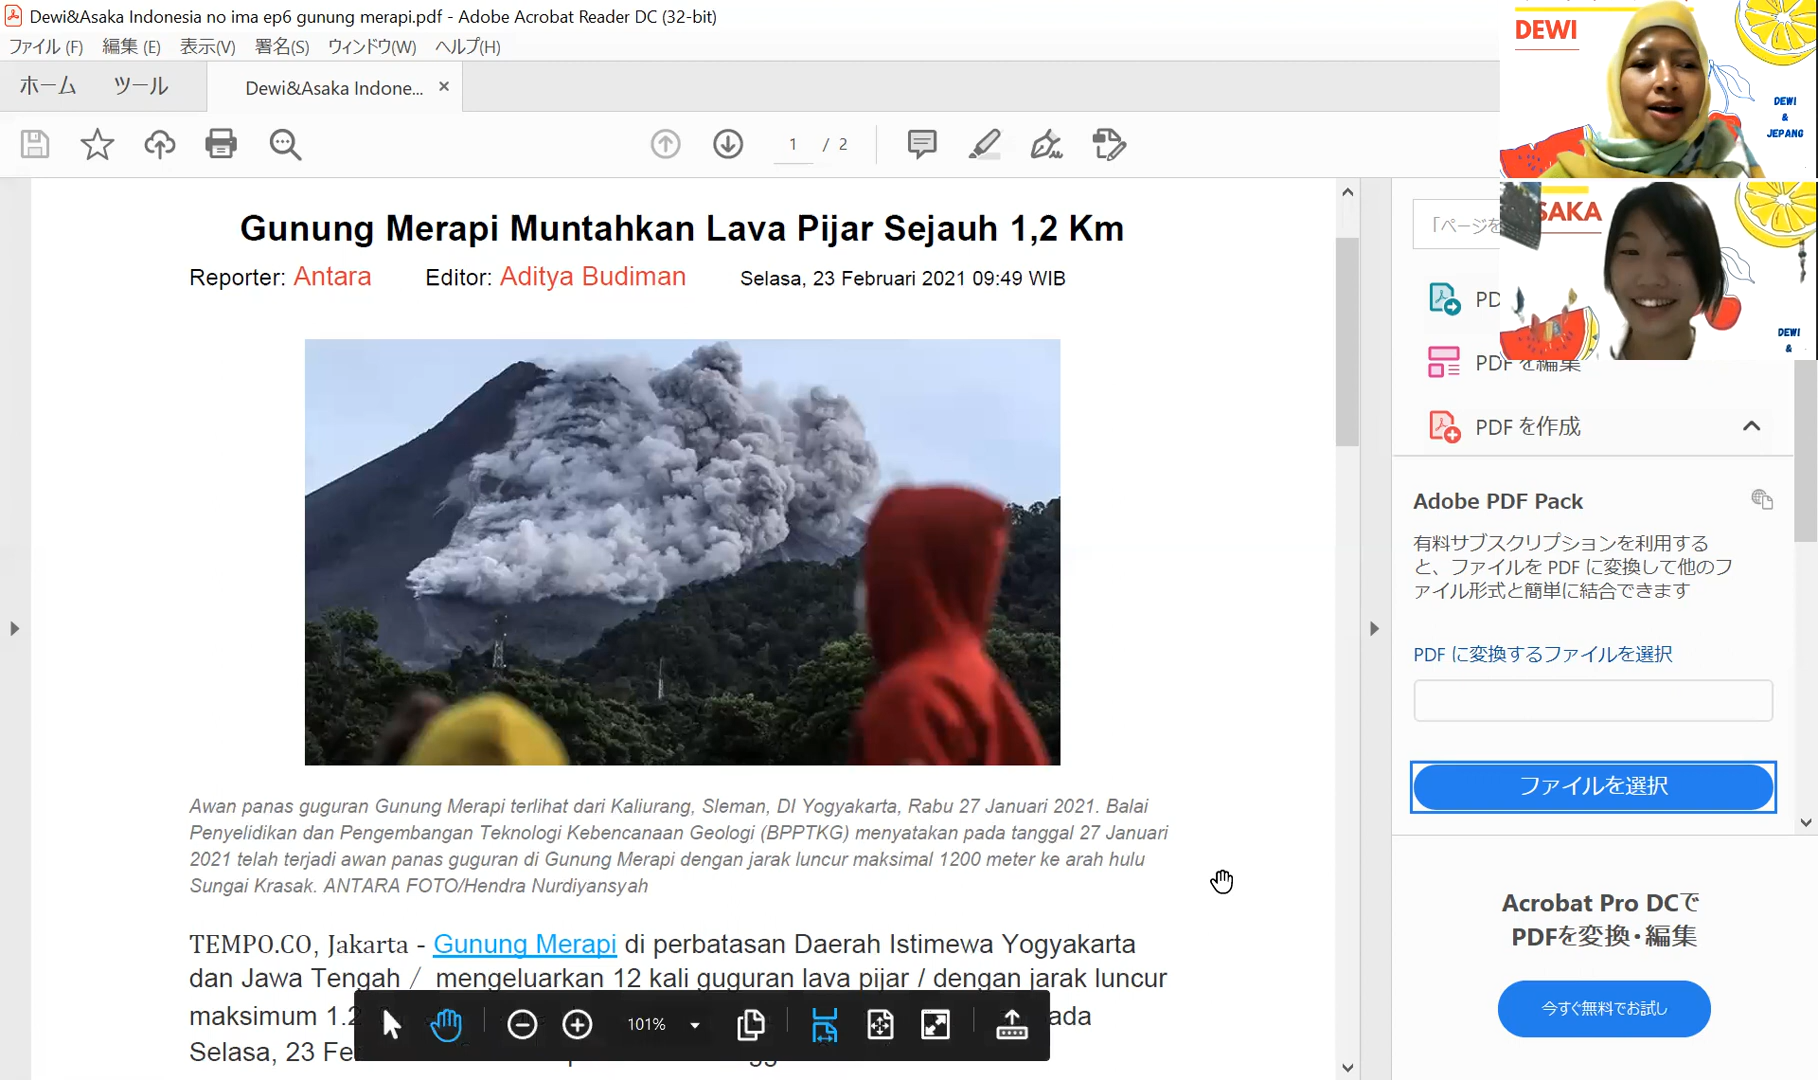 Dewi&Asaka Indonesia no ima ep6 gunung merapi.pdf - Adobe Acrobat Reader DC (32-bit)
ファイル (F) 編集 (E) 表示(V) 署名(S) ウィンドウ(W) ヘルプ(H)
ホーム ツール Dewi&Asaka Indone... ×
1 / 2
DEWI
DEWI
&
JEPANG
SAKA
DEWI
&
Gunung Merapi Muntahkan Lava Pijar Sejauh 1,2 Km
Reporter: Antara Editor: Aditya Budiman Selasa, 23 Februari 2021 09:49 WIB
Awan panas guguran Gunung Merapi terlihat dari Kaliurang, Sleman, DI Yogyakarta, Rabu 27 Januari 2021. Balai
Penyelidikan dan Pengembangan Teknologi Kebencanaan Geologi (BPPTKG) menyatakan pada tanggal 27 Januari
2021 telah terjadi awan panas guguran di Gunung Merapi dengan jarak luncur maksimal 1200 meter ke arah hulu
Sungai Krasak. ANTARA FOTO/Hendra Nurdiyansyah
TEMPO.CO, Jakarta - Gunung Merapi di perbatasan Daerah Istimewa Yogyakarta
dan Jawa Tengah / mengeluarkan 12 kali guguran lava pijar / dengan jarak luncur
maksimum 1.2 ada
Selasa, 23 Fe
101%
「ページを
PD
PDF を編集
PDF を作成
Adobe PDF Pack
有料サブスクリプションを利用する
と、ファイルを PDF に変換して他のフ
ァイル形式と簡単に結合できます
PDF に変換するファイルを選択
ファイルを選択
Acrobat Pro DCで
PDFを変換・編集
今すぐ無料でお試し